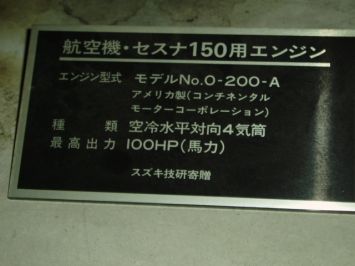 航空機・セスナ150用エンジン
エンジン型式 モデルNo.O-200-A
アメリカ製(コンチネンタル
モーターコーポレーション)
種類 空冷水平対向4気筒
最高出力 100HP(馬力)
スズキ技研寄贈